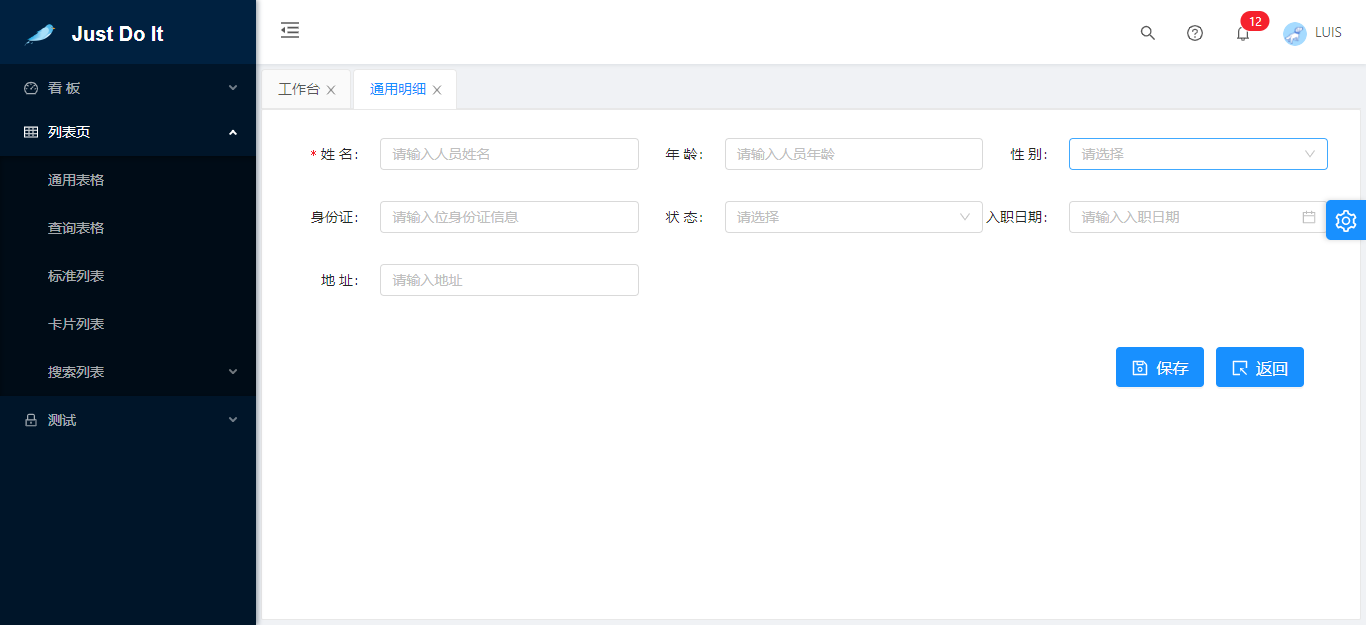 Just Do It
12
LUIS
看 板
列表页
通用表格
查询表格
标准列表
卡片列表
搜索列表
测试
工作台
通用明细
* 姓 名: 请输入人员姓名
年 龄: 请输入人员年龄
性 别: 请选择
身份证: 请输入位身份证信息
状 态: 请选择
入职日期: 请输入入职日期
地 址: 请输入地址
保存
返回